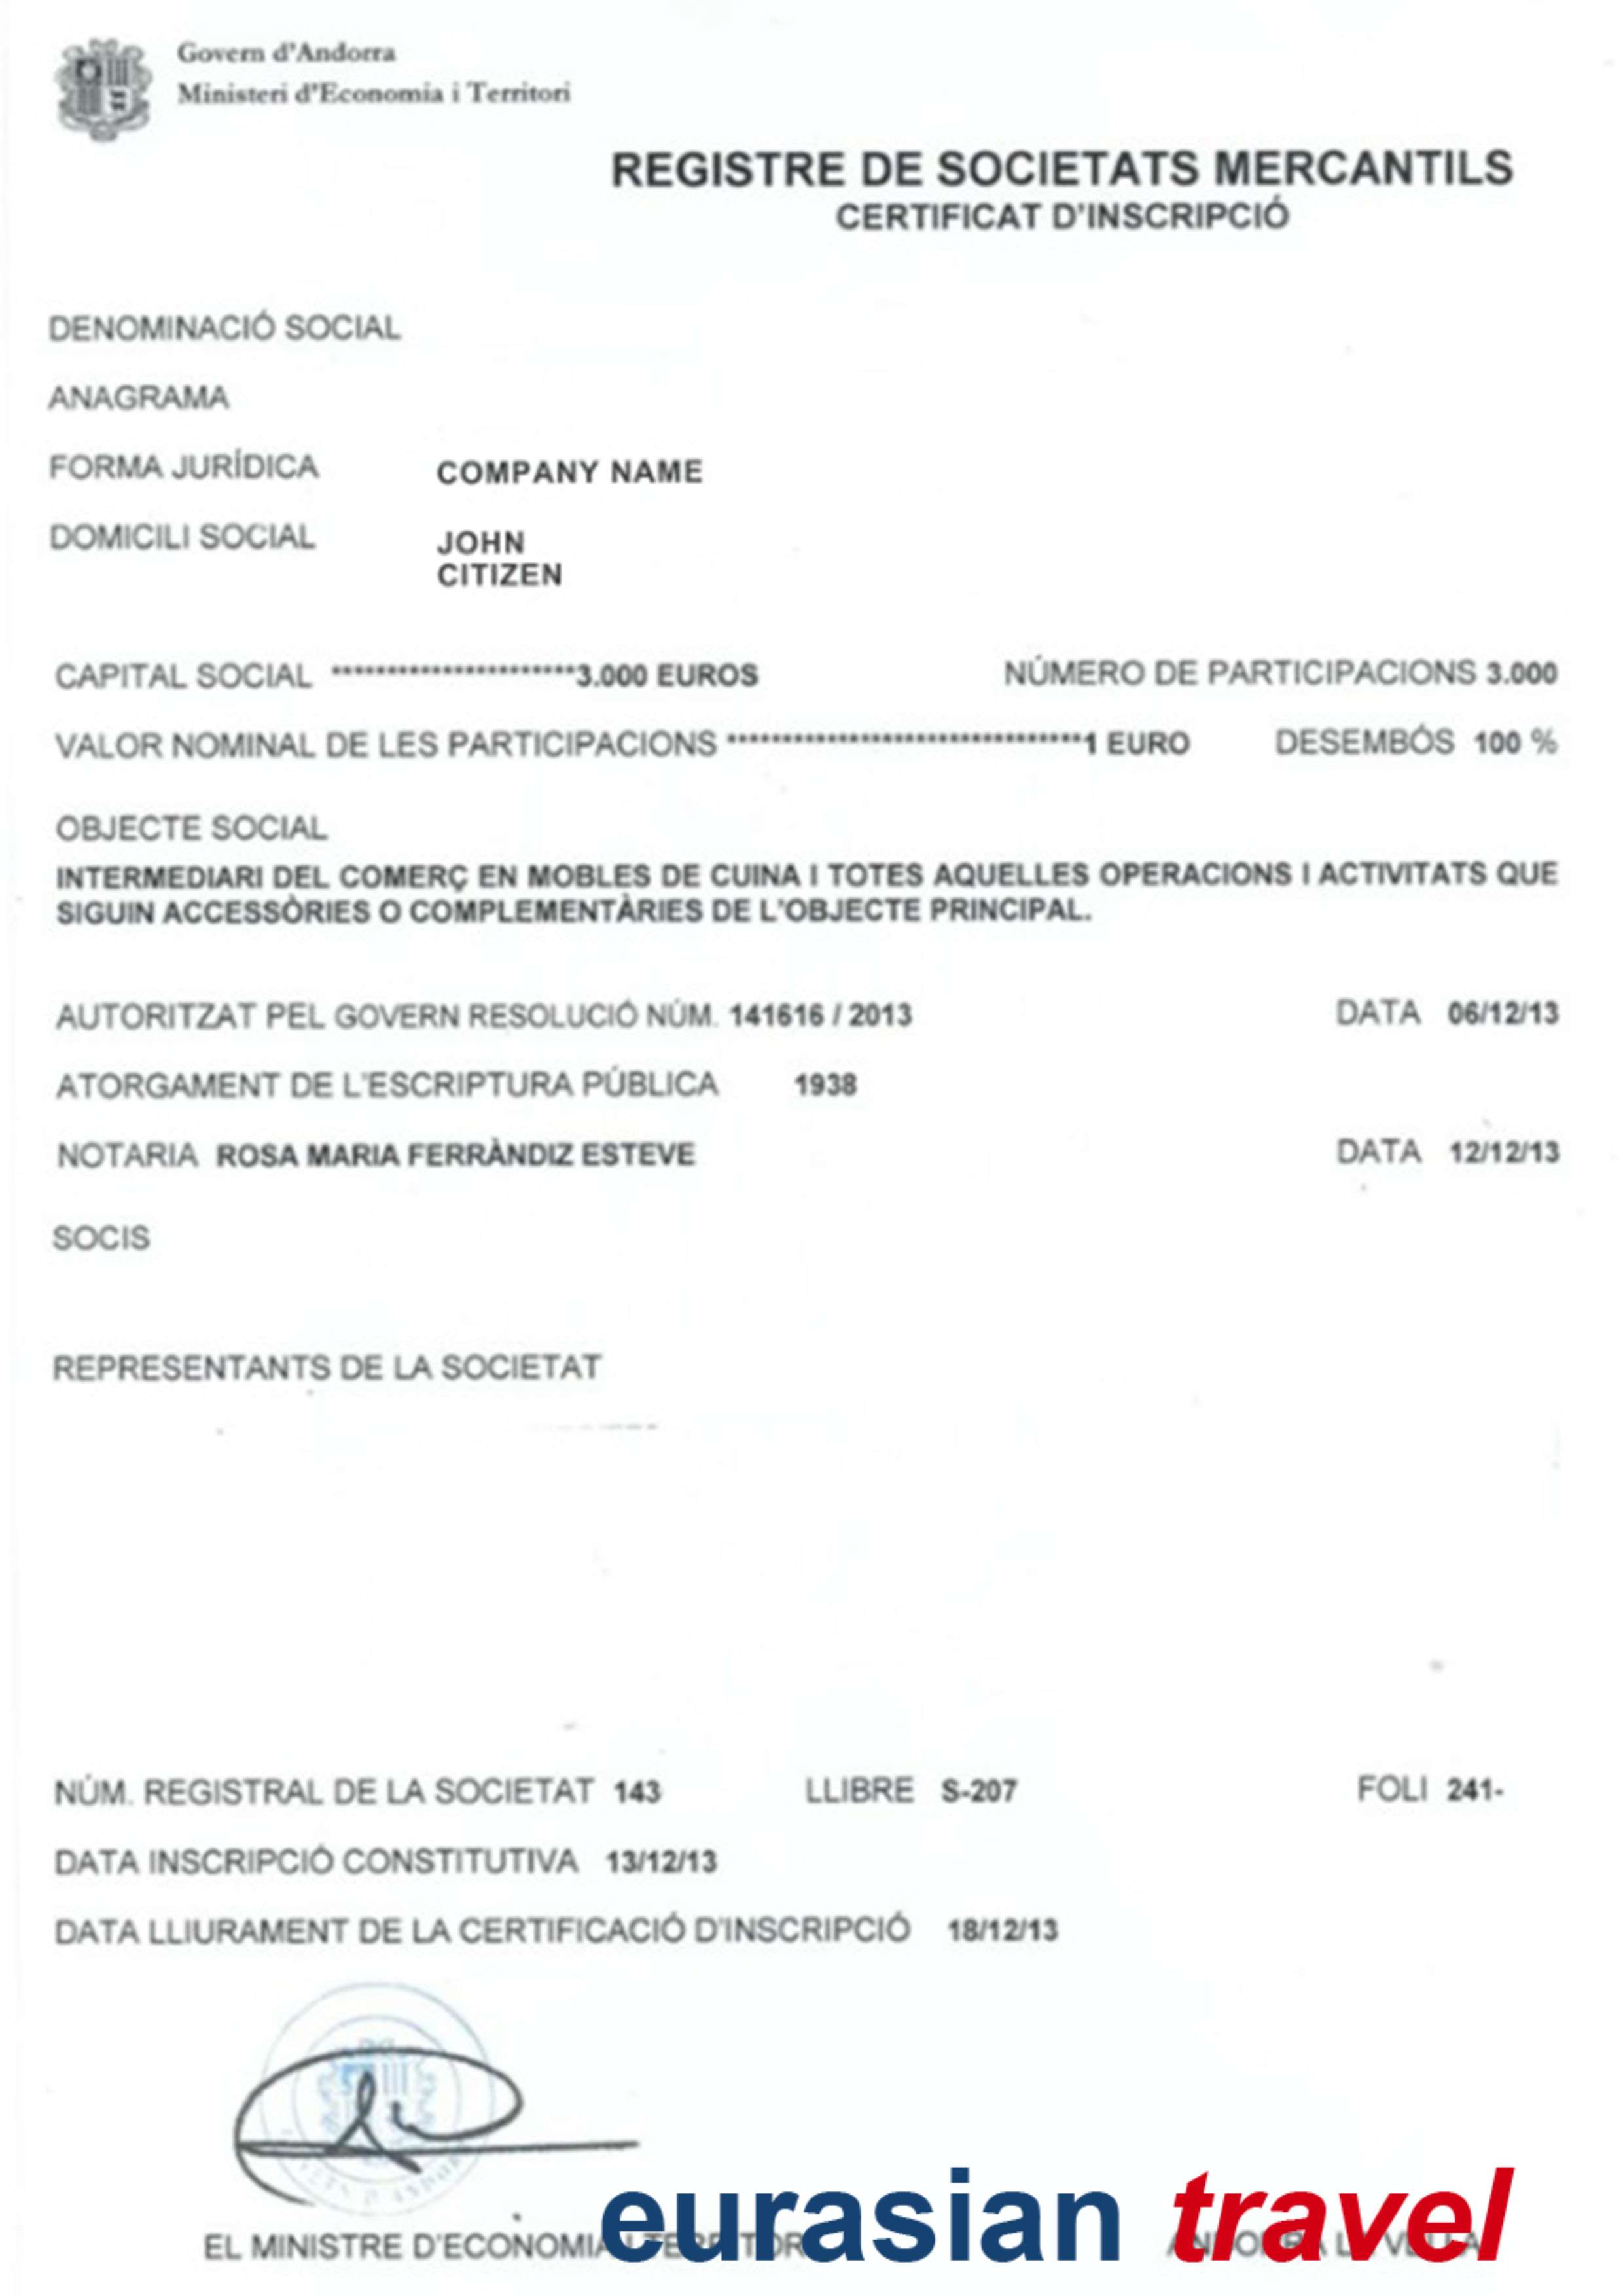 Govern d'Andorra
Ministeri d'Economia i Territori
REGISTRE DE SOCIETATS MERCANTILS
CERTIFICAT D'INSCRIPCIÓ
DENOMINACIÓ SOCIAL
ANAGRAMA
FORMA JURÍDICA COMPANY NAME
DOMICILI SOCIAL JOHN
CITIZEN
CAPITAL SOCIAL **********************3.000 EUROS NÚMERO DE PARTICIPACIONS 3.000
VALOR NOMINAL DE LES PARTICIPACIONS ********************************1 EURO DESEMBÓS 100 %
OBJECTE SOCIAL
INTERMEDIARI DEL COMERÇ EN MOBLES DE CUINA I TOTES AQUELLES OPERACIONS I ACTIVITATS QUE
SIGUIN ACCESSÒRIES O COMPLEMENTÀRIES DE L'OBJECTE PRINCIPAL.
AUTORITZAT PEL GOVERN RESOLUCIÓ NÚM. 141616 / 2013 DATA 06/12/13
ATORGAMENT DE L'ESCRIPTURA PÚBLICA 1938
NOTARIA ROSA MARIA FERRÀNDIZ ESTEVE DATA 12/12/13
SOCIS
REPRESENTANTS DE LA SOCIETAT
NÚM. REGISTRAL DE LA SOCIETAT 143 LLIBRE S-207 FOLI 241-
DATA INSCRIPCIÓ CONSTITUTIVA 13/12/13
DATA LLIURAMENT DE LA CERTIFICACIÓ D'INSCRIPCIÓ 18/12/13
EL MINISTRE D'ECONOMIA I TERRITORI ANDORRA LA VELLA
eurasian travel